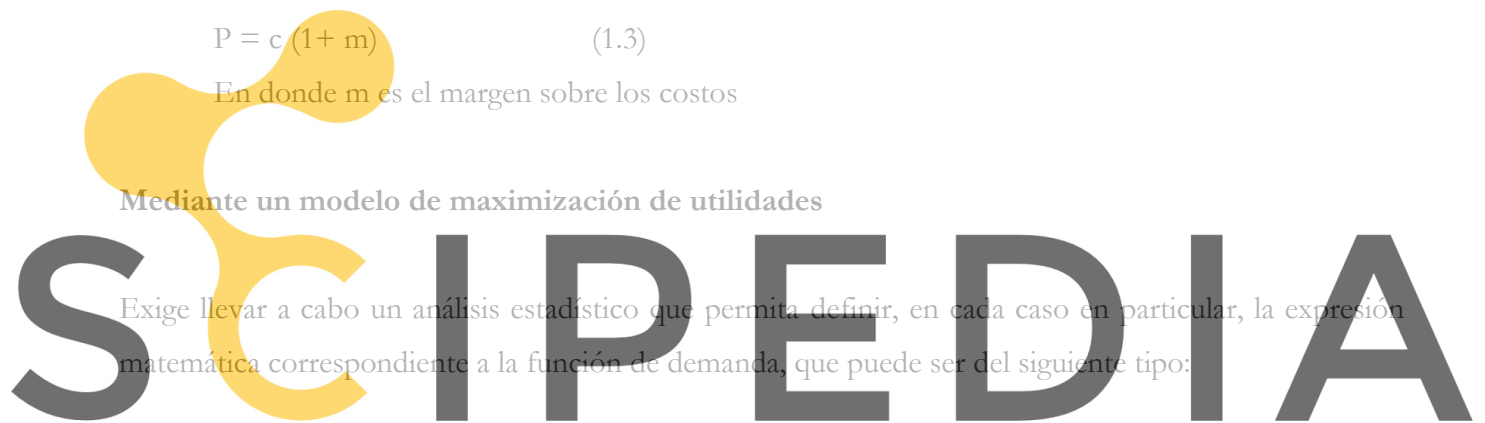 P = c (1+ m) (1.3)
En donde m es el margen sobre los costos
Mediante un modelo de maximización de utilidades
SCIPEDIA
Exige llevar a cabo un análisis estadístico que permita definir, en cada caso en particular, la expresión
matemática correspondiente a la función de demanda, que puede ser del siguiente tipo: